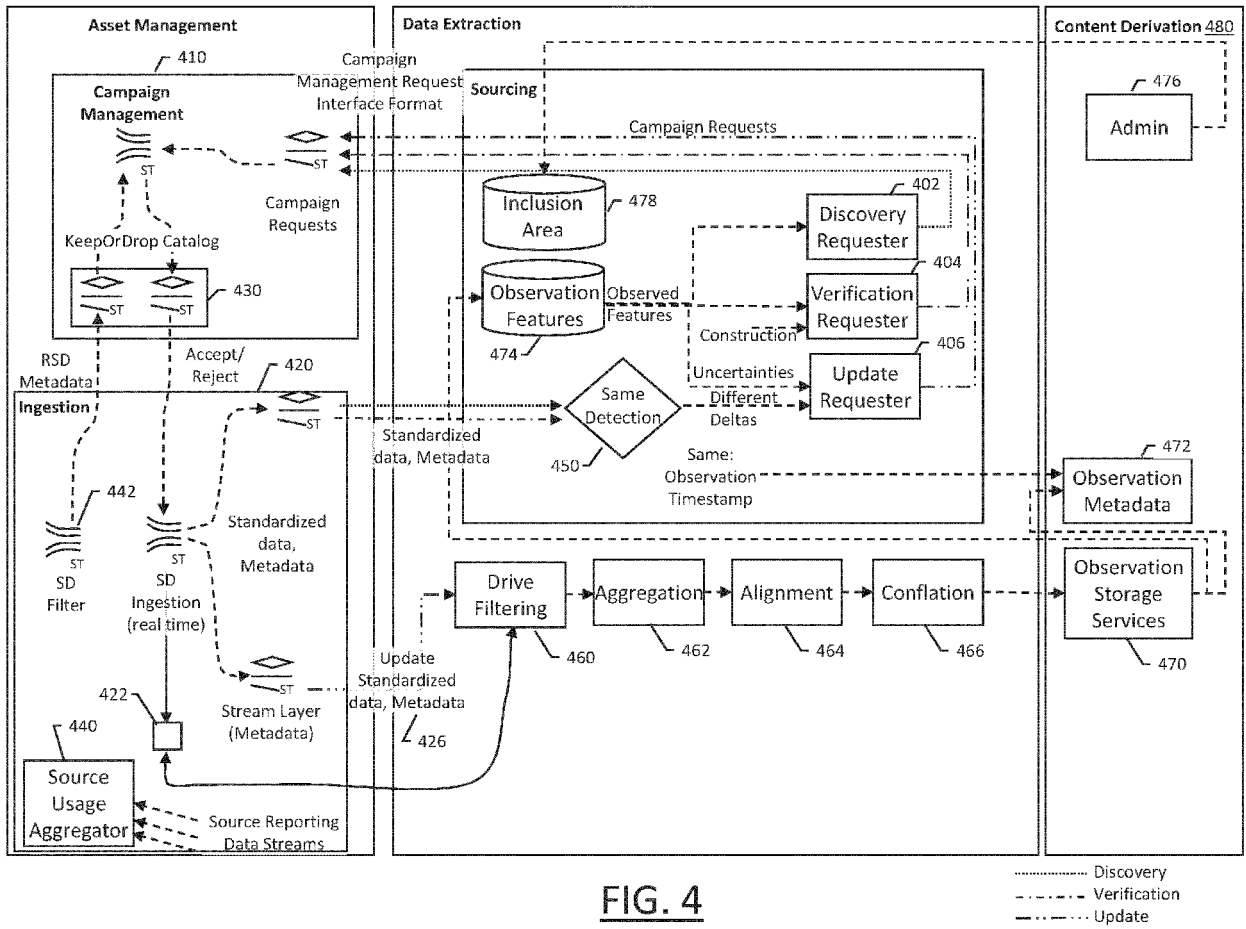 Asset Management
Data Extraction
Content Derivation 480
410
Campaign
Management
ST
Campaign
Management Request
Interface Format
ST
Campaign
Requests
KeepOrDrop Catalog
ST
ST
430
RSD
Metadata
Accept/
Reject
420
Ingestion
ST
Standardized
data, Metadata
442
ST
SD
Filter
ST
SD
Ingestion
(real time)
Standardized
data,
Metadata
ST
Stream Layer
(Metadata)
422
440
Source
Usage
Aggregator
Source Reporting
Data Streams
Update
Standardized
data, Metadata
426
Sourcing
Campaign Requests
Inclusion
Area
478
Observation
Features
474
Observed
Features
402
Discovery
Requester
404
Verification
Requester
Construction
406
Update
Requester
Uncertainties
Different
Deltas
Same
Detection
450
Same:
Observation
Timestamp
Drive
Filtering
460
Aggregation
462
Alignment
464
Conflation
466
476
Admin
472
Observation
Metadata
Observation
Storage
Services
470
Discovery
Verification
Update
FIG. 4